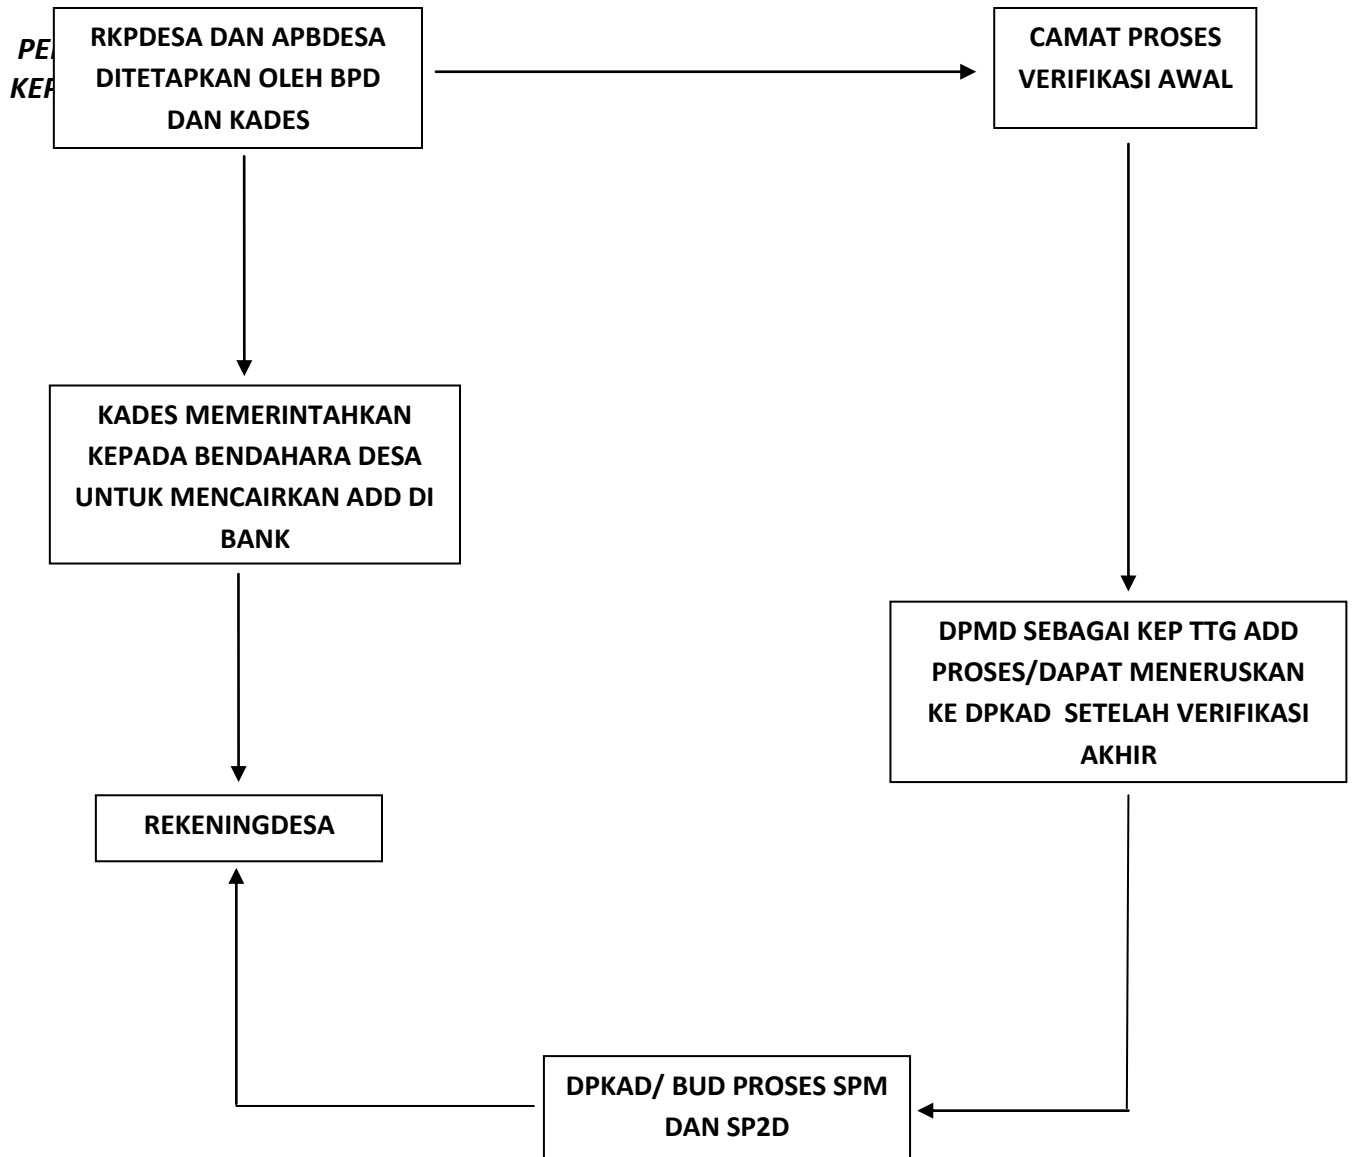 RKPDESA DAN APBDESA
DITETAPKAN OLEH BPD
DAN KADES
CAMAT PROSES
VERIFIKASI AWAL
KADES MEMERINTAHKAN
KEPADA BENDAHARA DESA
UNTUK MENCAIRKAN ADD DI
BANK
DPMD SEBAGAI KEP TTG ADD
PROSES/DAPAT MENERUSKAN
KE DPKAD  SETELAH VERIFIKASI
AKHIR
REKENINGDESA
DPKAD/ BUD PROSES SPM
DAN SP2D